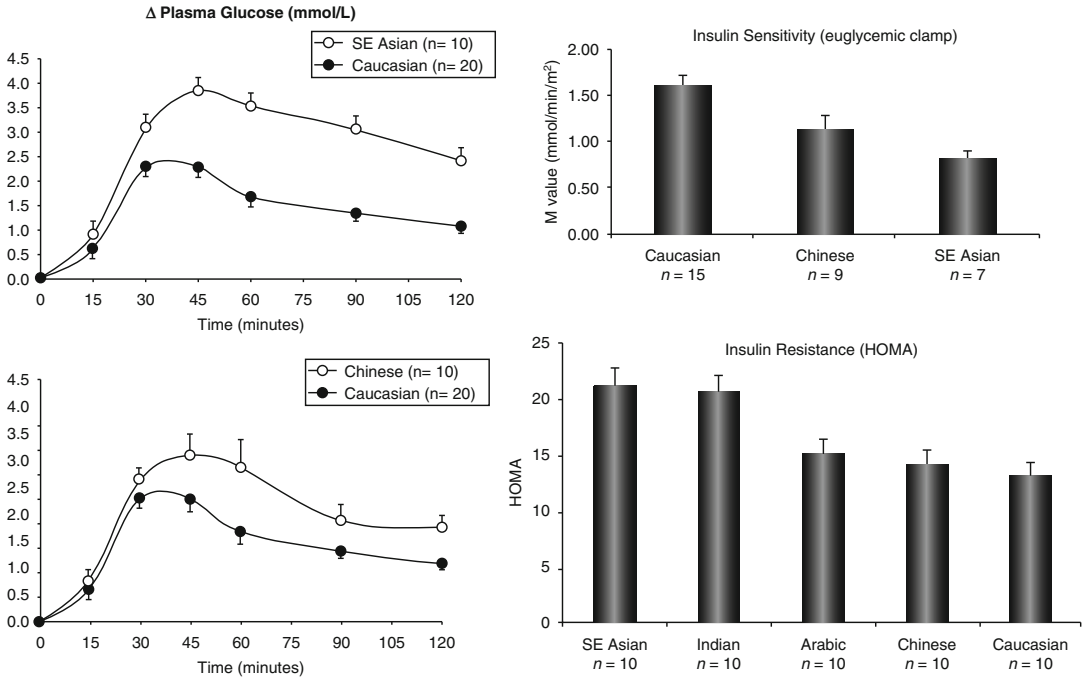 Δ Plasma Glucose (mmol/L)
SE Asian (n= 10)
Caucasian (n= 20)
4.5
4.0
3.5
3.0
2.5
2.0
1.5
1.0
0.5
0.0
0 15 30 45 60 75 90 105 120
Time (minutes)
Insulin Sensitivity (euglycemic clamp)
M value (mmol/min/m²)
2.00
1.50
1.00
0.50
0.00
Caucasian Chinese SE Asian
n = 15 n = 9 n = 7
Chinese (n= 10)
Caucasian (n= 20)
4.5
4.0
3.5
3.0
2.5
2.0
1.5
1.0
0.5
0.0
0 15 30 45 60 75 90 105 120
Time (minutes)
Insulin Resistance (HOMA)
HOMA
25
20
15
10
5
0
SE Asian Indian Arabic Chinese Caucasian
n = 10 n = 10 n = 10 n = 10 n = 10